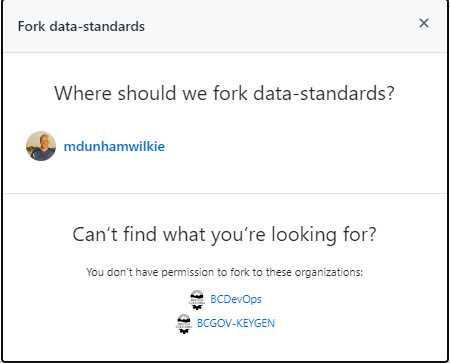 Fork data-standards
Where should we fork data-standards?
mdunhamwilkie
Can't find what you're looking for?
You don't have permission to fork to these organizations:
BCDevOps
BCGOV-KEYGEN